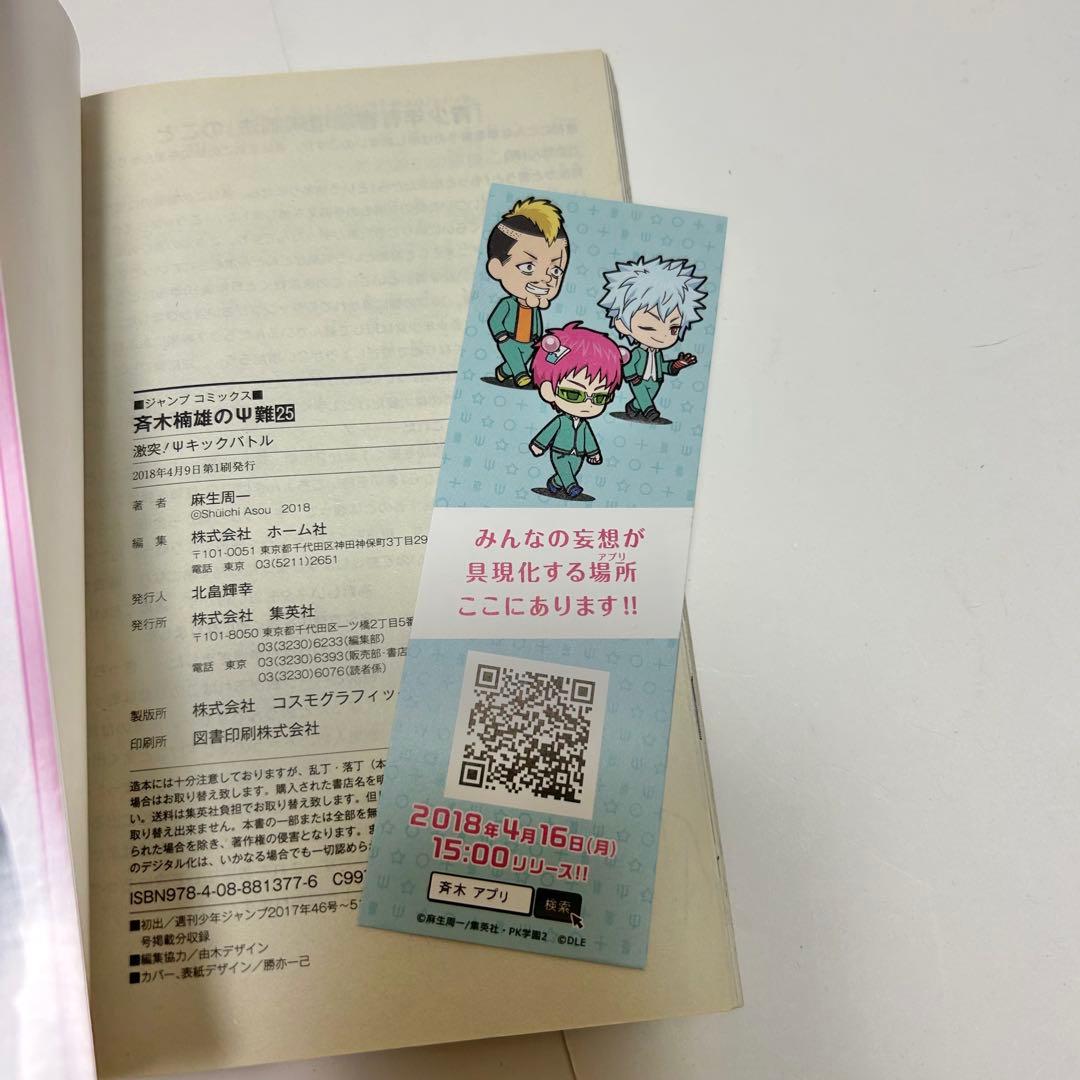 ■ジャンプ コミックス■
斉木楠雄のΨ難25
激突!Ψキックバトル
2018年4月9日第1刷発行
著者 麻生周一
©Shūichi Asou 2018
編集 株式会社 ホーム社
〒101-0051 東京都千代田区神田神保町3丁目29
電話 東京 03(5211)2651
発行人 北畠輝幸
発行所 株式会社 集英社
〒101-8050 東京都千代田区一ツ橋2丁目5番
03(3230)6233(編集部)
電話 東京 03(3230)6393(販売部・書店
03(3230)6076(読者係)
製版所 株式会社 コスモグラフィッ
印刷所 図書印刷株式会社
造本には十分注意しておりますが、乱丁・落丁(本
場合はお取り替え致します。購入された書店名を明
い。送料は集英社負担でお取り替え致します。但し
取り替え出来ません。本書の一部または全部を無
られた場合を除き、著作権の侵害となります。ま
のデジタル化は、いかなる場合でも一切認めら
ISBN978-4-08-881377-6 C99
■初出/週刊少年ジャンプ2017年46号～5
号掲載分収録
■編集協力/由木デザイン
■カバー、表紙デザイン/勝亦一己
みんなの妄想が
アプリ
具現化する場所
ここにあります!!
2018年4月16日(月)
15:00リリース!!
斉木 アプリ 検索
©麻生周一/集英社・PK学園2 ©DLE